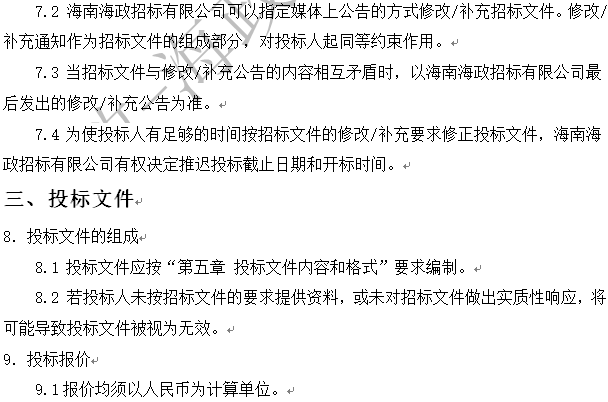 7.2 海南海政招标有限公司可以指定媒体上公告的方式修改/补充招标文件。修改/
补充通知作为招标文件的组成部分，对投标人起同等约束作用。
7.3 当招标文件与修改/补充公告的内容相互矛盾时，以海南海政招标有限公司最
后发出的修改/补充公告为准。
7.4 为使投标人有足够的时间按招标文件的修改/补充要求修正投标文件，海南海
政招标有限公司有权决定推迟投标截止日期和开标时间。
三、投标文件
8. 投标文件的组成
8.1 投标文件应按“第五章 投标文件内容和格式”要求编制。
8.2 若投标人未按招标文件的要求提供资料，或未对招标文件做出实质性响应，将
可能导致投标文件被视为无效。
9. 投标报价
9.1报价均须以人民币为计算单位。